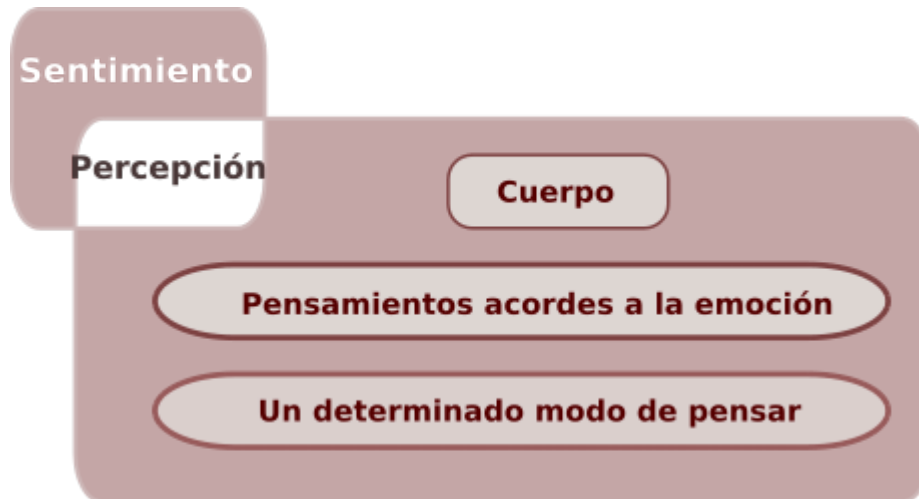 Sentimiento
Percepción
Cuerpo
Pensamientos acordes a la emoción
Un determinado modo de pensar